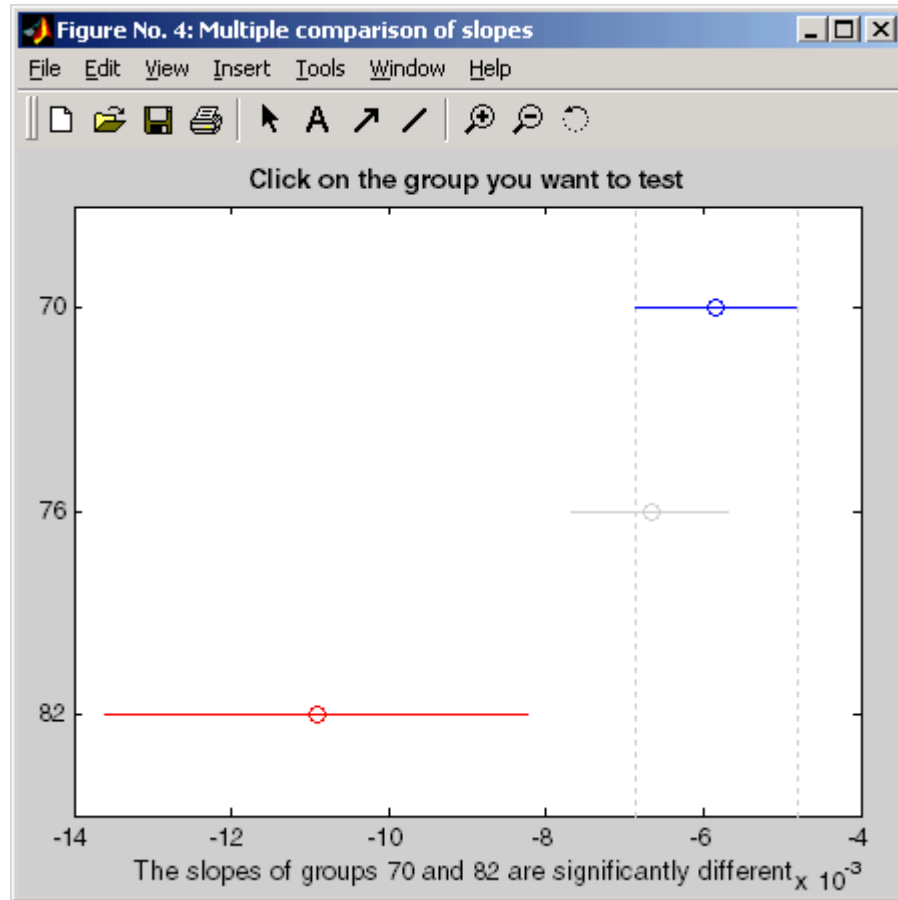 Figure No. 4: Multiple comparison of slopes
File Edit View Insert Tools Window Help
A
Click on the group you want to test
70
76
82
-14 -12 -10 -8 -6 -4
The slopes of groups 70 and 82 are significantly different
x 10^-3